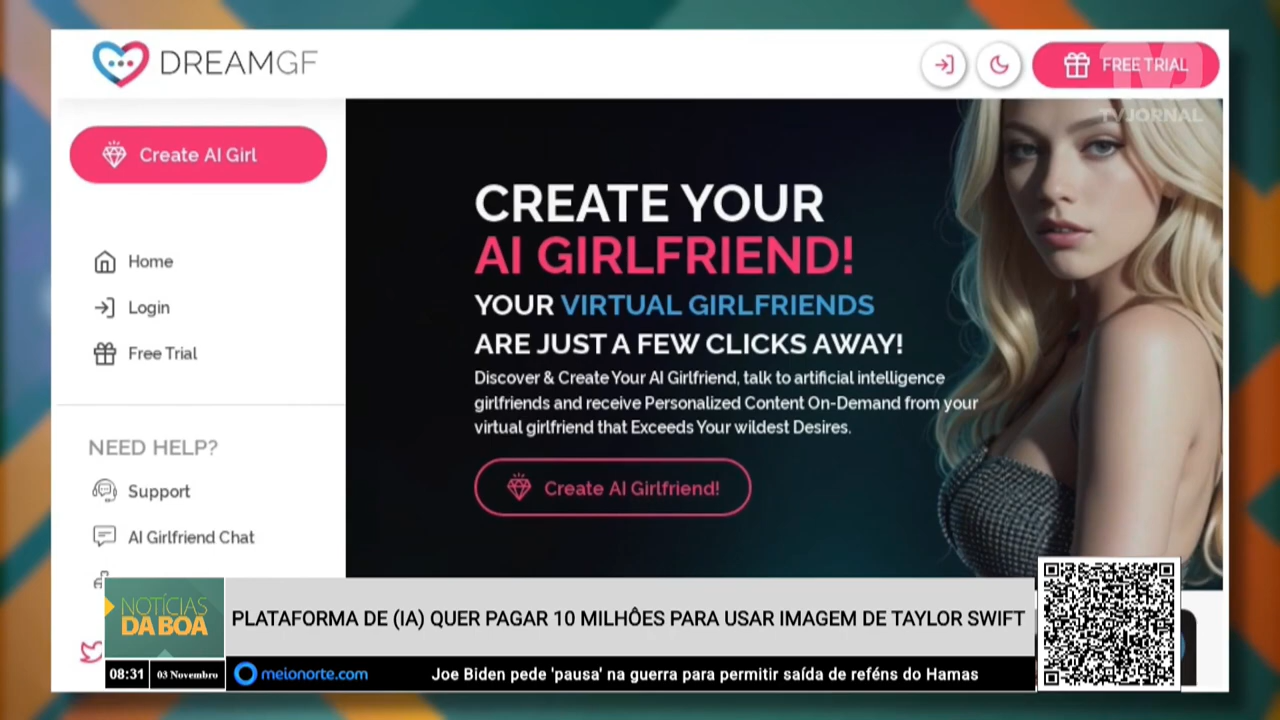 DREAMGF
FREE TRIAL
TVJORNAL
Create AI Girl
Home
Login
Free Trial
NEED HELP?
Support
AI Girlfriend Chat
CREATE YOUR
AI GIRLFRIEND!
YOUR VIRTUAL GIRLFRIENDS
ARE JUST A FEW CLICKS AWAY!
Discover & Create Your AI Girlfriend, talk to artificial intelligence
girlfriends and receive Personalized Content On-Demand from your
virtual girlfriend that Exceeds Your wildest Desires.
Create AI Girlfriend!
NOTÍCIAS
DA BOA
PLATAFORMA DE (IA) QUER PAGAR 10 MILHÔES PARA USAR IMAGEM DE TAYLOR SWIFT
08:31
03 Novembro
meionorte.com
Joe Biden pede 'pausa' na guerra para permitir saída de reféns do Hamas